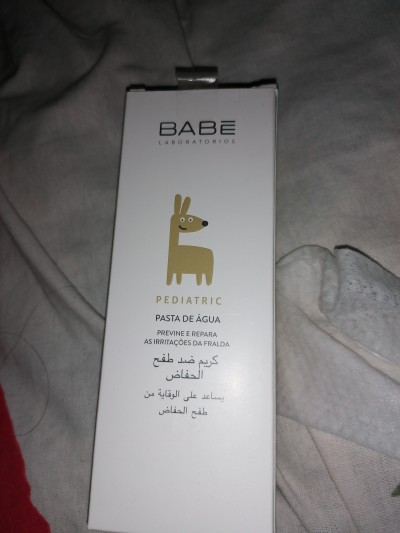 BABÉ
LABORATORIOS
PEDIATRIC
PASTA DE ÁGUA
PREVINE E REPARA
AS IRRITAÇÕES DA FRALDA
كريم ضد طفح
الحفاض
يساعد على الوقاية من
طفح الحفاض